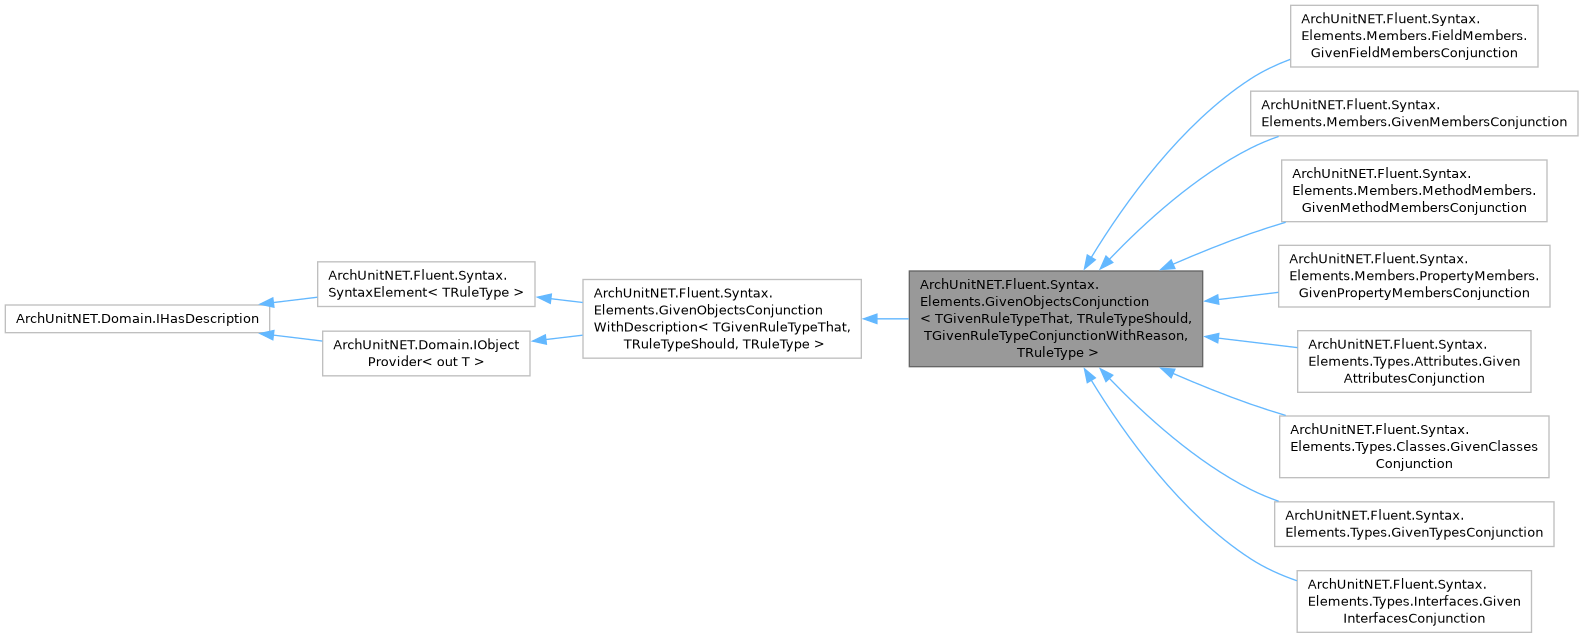 ArchUnitNET.Domain.IHasDescription
ArchUnitNET.Fluent.Syntax.
SyntaxElement< TRuleType >
ArchUnitNET.Domain.IObject
Provider< out T >
ArchUnitNET.Fluent.Syntax.
Elements.GivenObjectsConjunction
WithDescription< TGivenRuleTypeThat,
TRuleTypeShould, TRuleType >
ArchUnitNET.Fluent.Syntax.
Elements.GivenObjectsConjunction
< TGivenRuleTypeThat, TRuleTypeShould,
TGivenRuleTypeConjunctionWithReason,
TRuleType >
ArchUnitNET.Fluent.Syntax.
Elements.Members.FieldMembers.
GivenFieldMembersConjunction
ArchUnitNET.Fluent.Syntax.
Elements.Members.GivenMembersConjunction
ArchUnitNET.Fluent.Syntax.
Elements.Members.MethodMembers.
GivenMethodMembersConjunction
ArchUnitNET.Fluent.Syntax.
Elements.Members.PropertyMembers.
GivenPropertyMembersConjunction
ArchUnitNET.Fluent.Syntax.
Elements.Types.Attributes.Given
AttributesConjunction
ArchUnitNET.Fluent.Syntax.
Elements.Types.Classes.GivenClasses
Conjunction
ArchUnitNET.Fluent.Syntax.
Elements.Types.GivenTypesConjunction
ArchUnitNET.Fluent.Syntax.
Elements.Types.Interfaces.Given
InterfacesConjunction